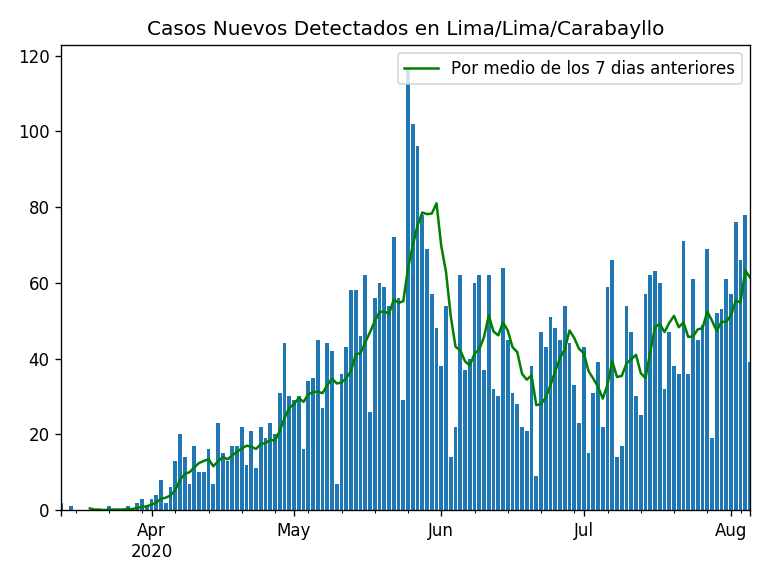 Casos Nuevos Detectados en Lima/Lima/Carabayllo
Por medio de los 7 dias anteriores
120
100
80
60
40
20
0
Apr
2020
May
Jun
Jul
Aug